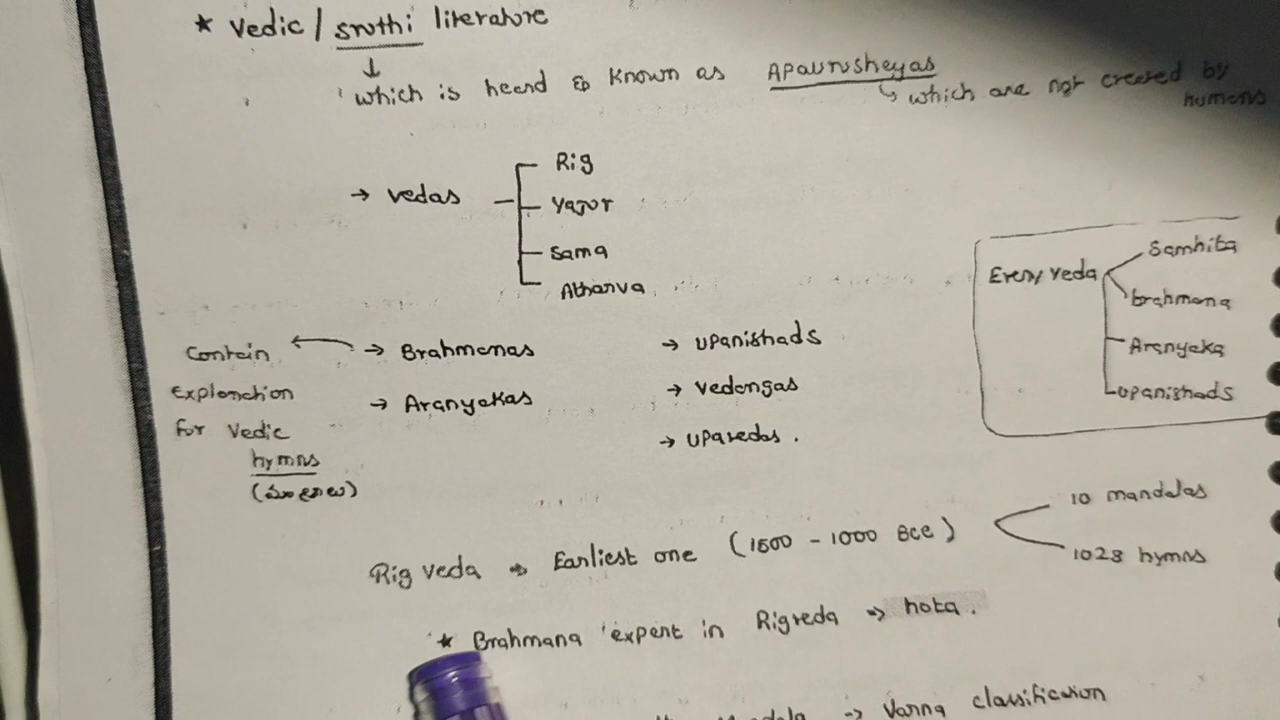 ★ Vedic / sruthi literature
↓
which is heard & Known as Apaurusheyas
↳ which are not created by
humans
→ vedas
Rig
Yajur
Sama
Atharva
Every veda
Samhita
Brahmana
Aranyaka
Upanishads
Contain ← → Brahmanas → Upanishads
explanation → Aranyakas → Vedangas
for Vedic → Upavedas.
hymns
(మంత్రాలు)
Rig veda → Earliest one (1500 - 1000 BCE)
10 mandalas
1028 hymns
★ Brahmana expert in Rigveda → hota.
→ Varna classification